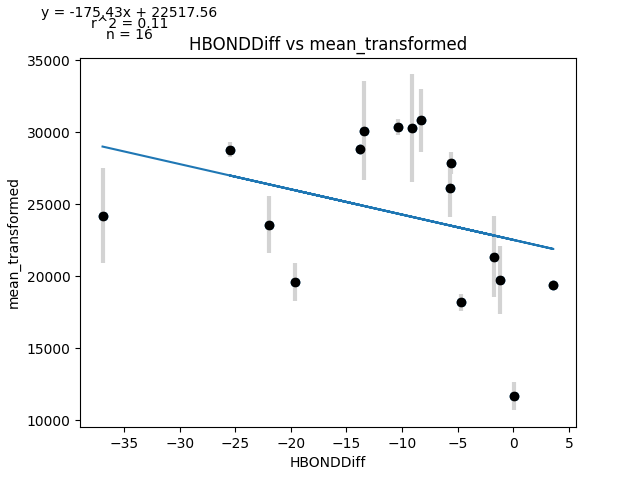 y = -175.43x + 22517.56
r^2 = 0.11
n = 16
HBONDDiff vs mean_transformed
35000
30000
25000
20000
15000
10000
mean_transformed
−35
−30
−25
−20
−15
−10
−5
0
5
HBONDDiff